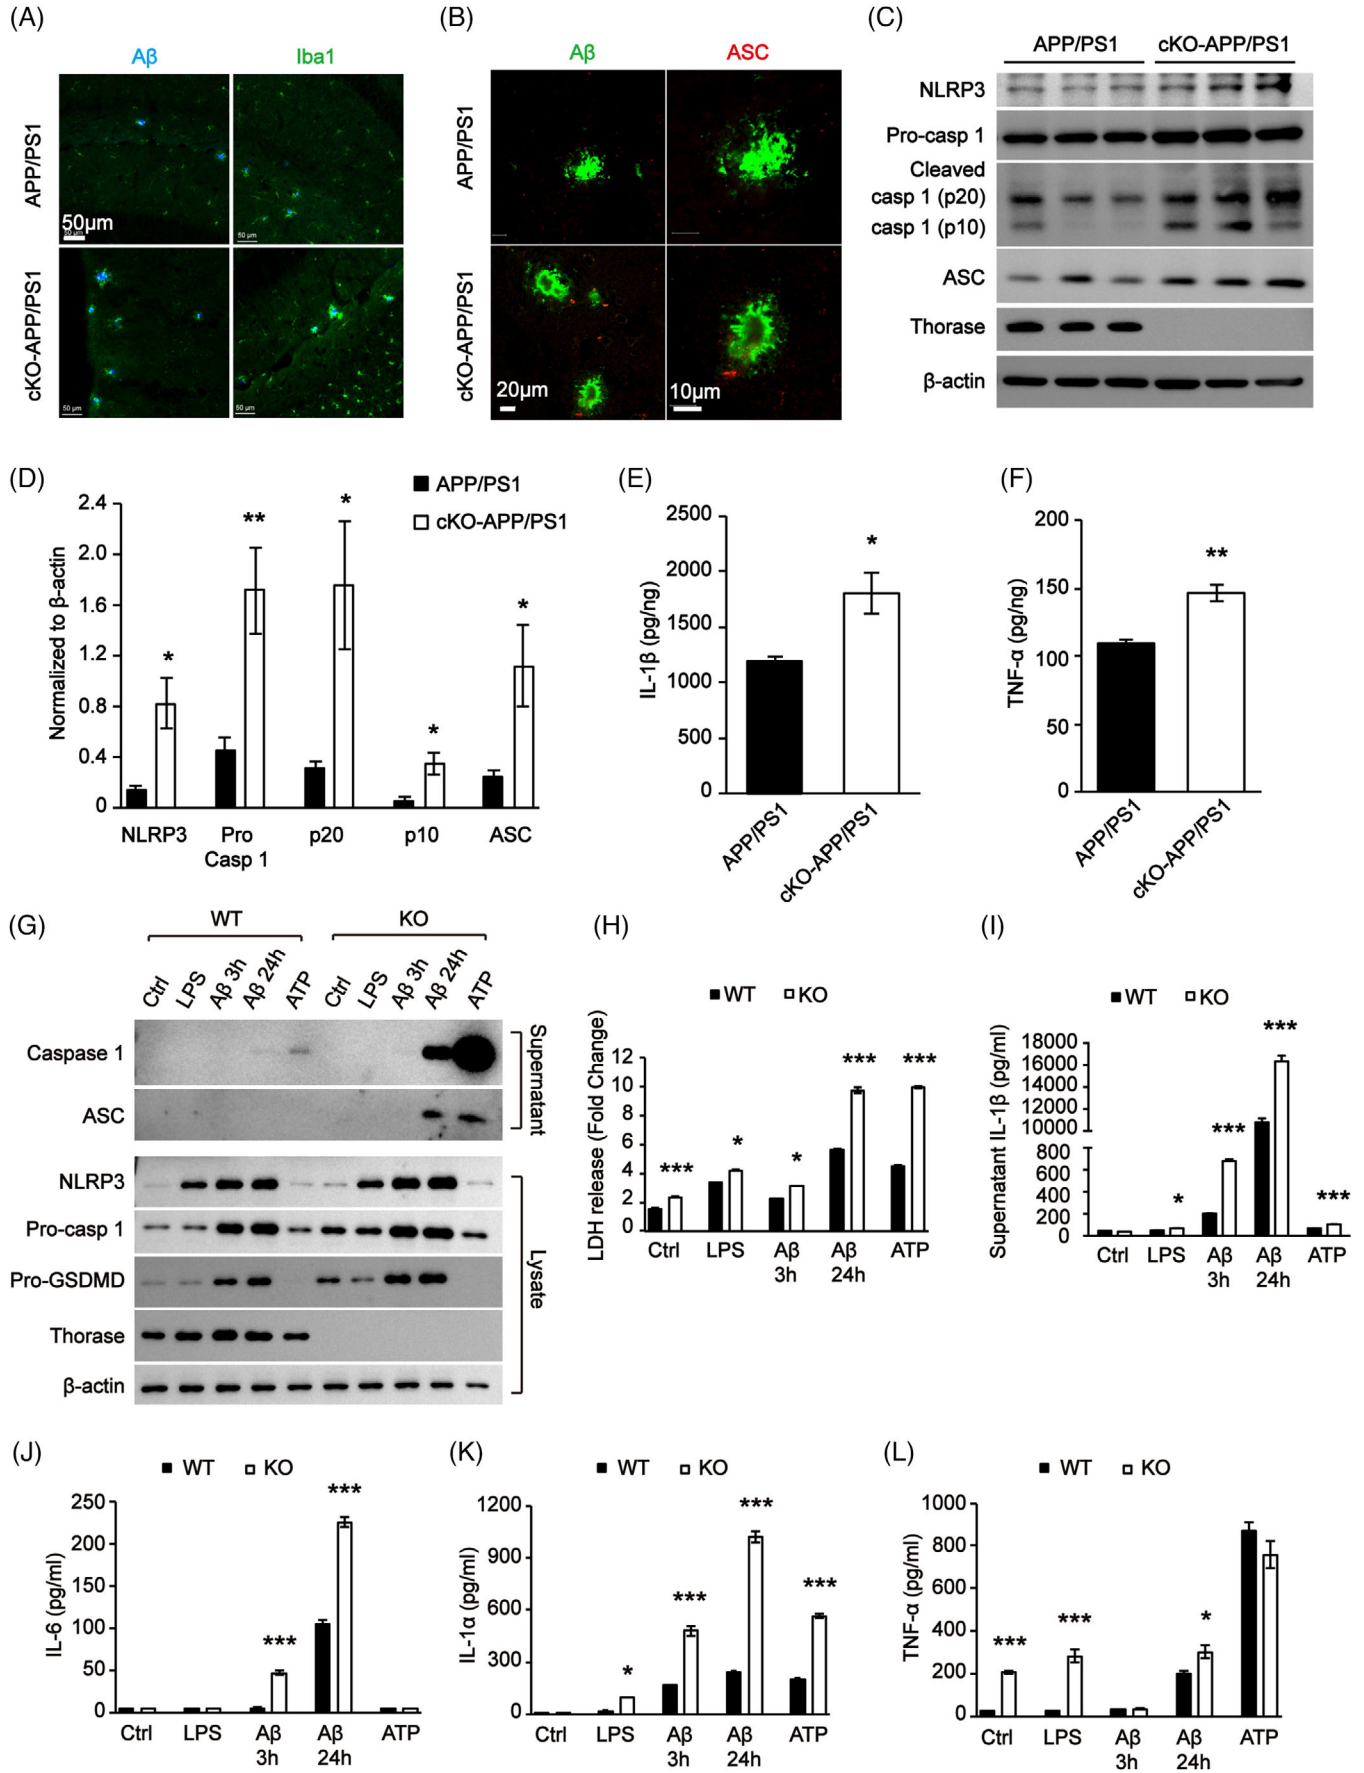 (A)
Aβ
Iba1
APP/PS1
50μm
50 μm
50 μm
cKO-APP/PS1
50 μm
50 μm
(B)
Aβ
ASC
APP/PS1
cKO-APP/PS1
20μm
10μm
(C)
APP/PS1
cKO-APP/PS1
NLRP3
Pro-casp 1
Cleaved
casp 1 (p20)
casp 1 (p10)
ASC
Thorase
β-actin
(D)
APP/PS1
cKO-APP/PS1
Normalized to β-actin
2.4
2.0
1.6
1.2
0.8
0.4
0
*
**
*
*
*
NLRP3
Pro
Casp 1
p20
p10
ASC
(E)
IL-1β (pg/ng)
2500
2000
1500
1000
500
0
*
APP/PS1
cKO-APP/PS1
(F)
TNF-α (pg/ng)
200
150
100
50
0
**
APP/PS1
cKO-APP/PS1
(G)
WT
KO
Ctrl
LPS
Aβ 3h
Aβ 24h
ATP
Ctrl
LPS
Aβ 3h
Aβ 24h
ATP
Caspase 1
ASC
Supernatant
NLRP3
Pro-casp 1
Pro-GSDMD
Thorase
β-actin
Lysate
(H)
WT KO
LDH release (Fold Change)
12
10
8
6
4
2
0
***
*
*
***
***
Ctrl LPS Aβ Aβ ATP
3h 24h
(I)
WT KO
Supernatant IL-1β (pg/ml)
18000
16000
14000
12000
10000
800
600
400
200
0
*
***
***
***
Ctrl LPS Aβ Aβ ATP
3h 24h
(J)
WT KO
IL-6 (pg/ml)
250
200
150
100
50
0
***
***
Ctrl LPS Aβ Aβ ATP
3h 24h
(K)
WT KO
IL-1α (pg/ml)
1200
900
600
300
0
*
***
***
***
Ctrl LPS Aβ Aβ ATP
3h 24h
(L)
WT KO
TNF-α (pg/ml)
1000
800
600
400
200
0
***
***
*
Ctrl LPS Aβ Aβ ATP
3h 24h